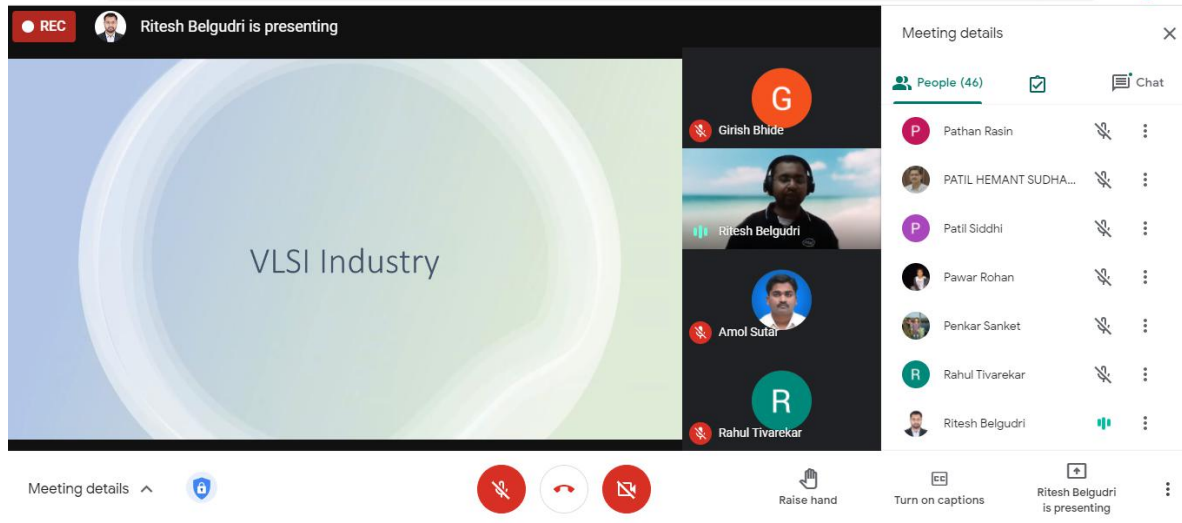 REC
Ritesh Belgudri is presenting
VLSI Industry
G
Girish Bhide
Ritesh Belgudri
Amol Sutar
R
Rahul Tivarekar
Meeting details
People (46)
Chat
P
Pathan Rasin
PATIL HEMANT SUDHA...
P
Patil Siddhi
Pawar Rohan
Penkar Sanket
R
Rahul Tivarekar
Ritesh Belgudri
Meeting details
Raise hand
CC
Turn on captions
Ritesh Belgudri
is presenting